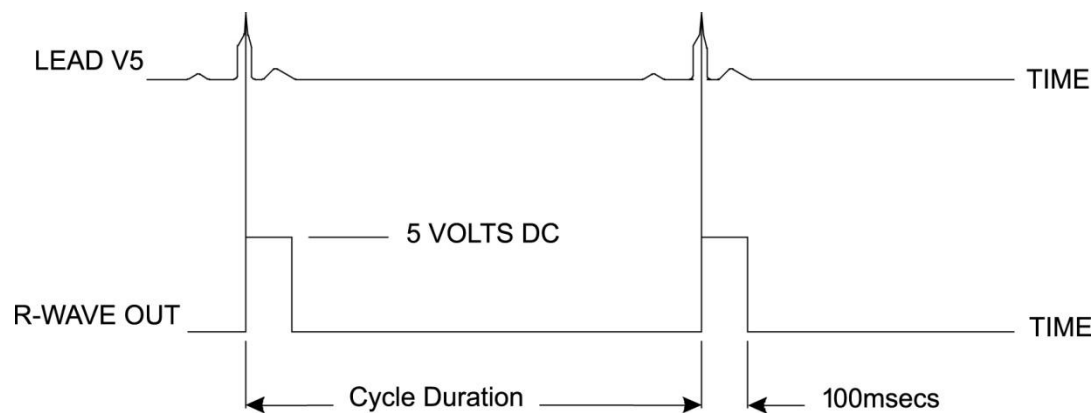 LEAD V5
TIME
5 VOLTS DC
R-WAVE OUT
TIME
Cycle Duration
100msecs